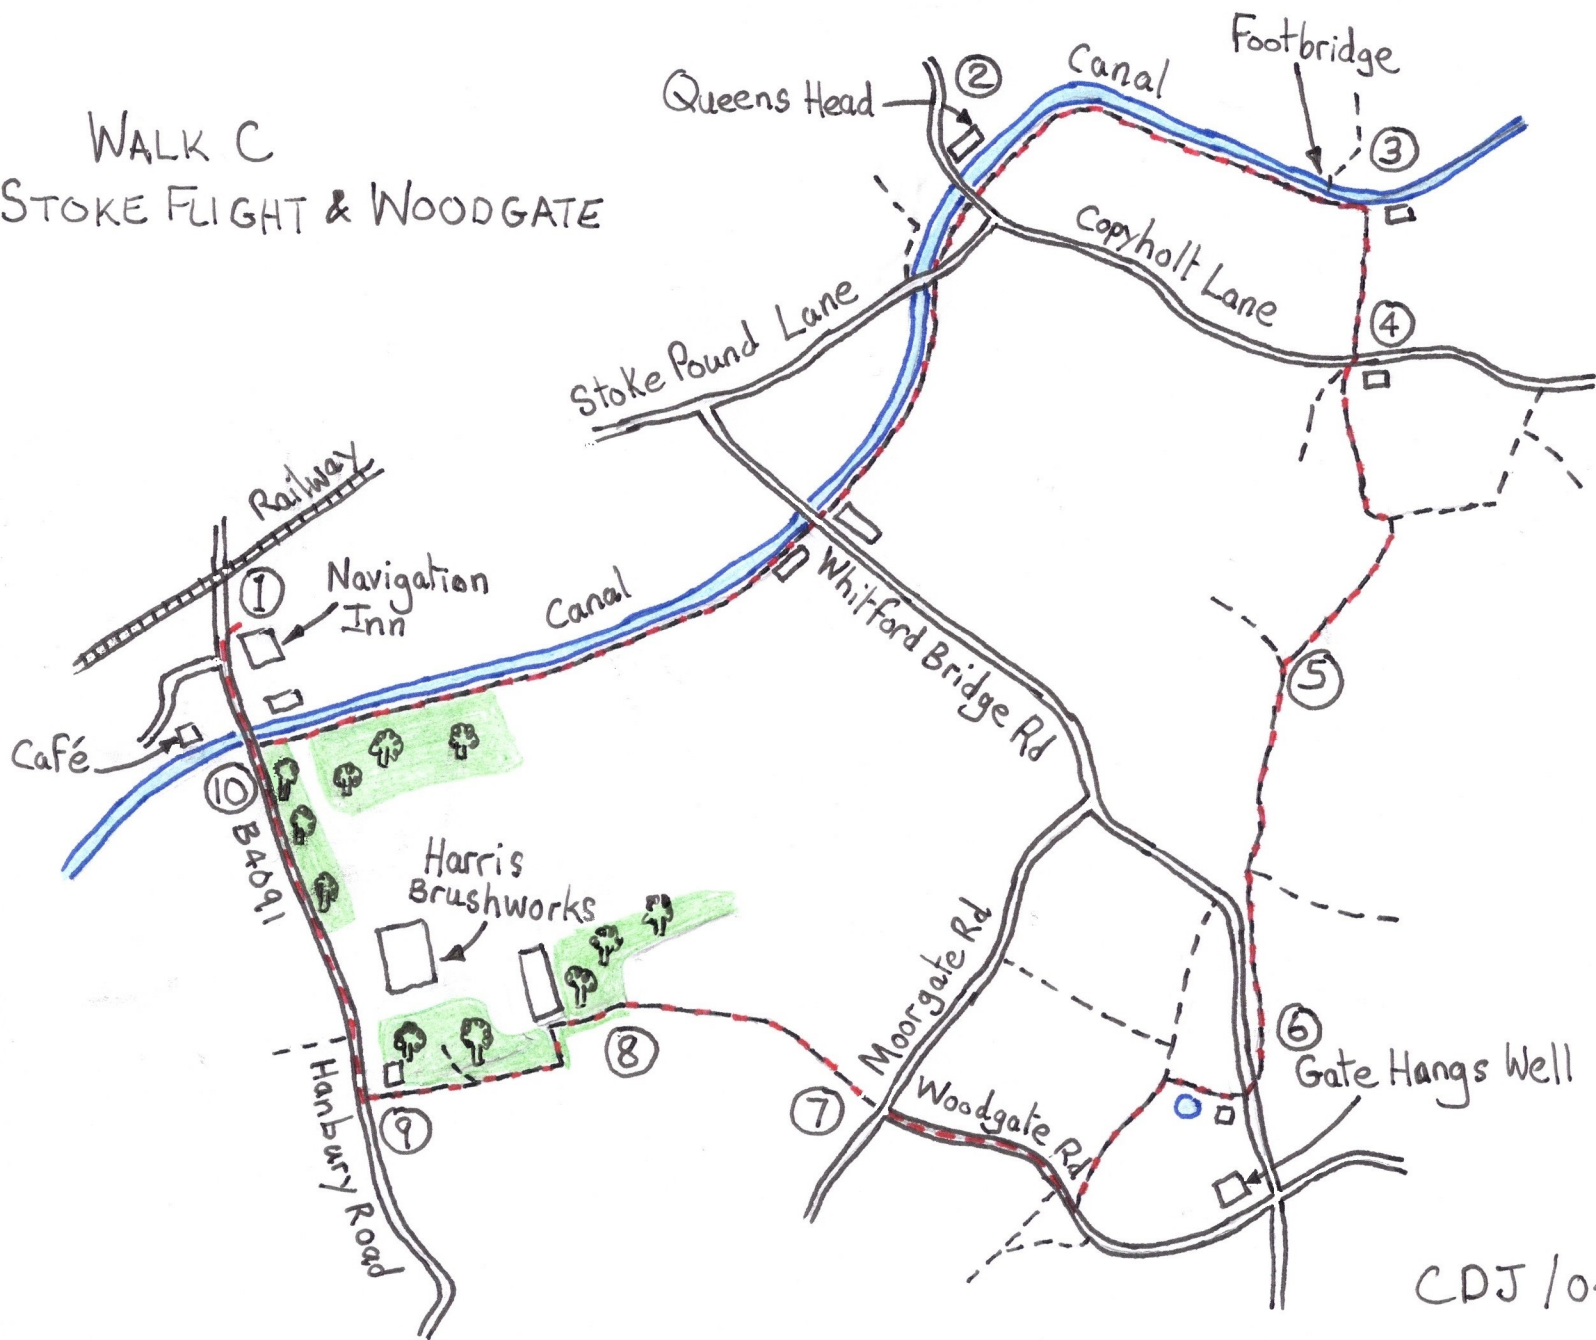 WALK C
STOKE FLIGHT & WOODGATE
Queens Head
②
Canal
Footbridge
③
Copyholt Lane
④
Stoke Pound Lane
Railway
①
Navigation
Inn
Canal
Whitford Bridge Rd
⑤
Café
⑩
B4091
Harris
Brushworks
Moorgate Rd
⑥
Gate Hangs Well
⑧
⑦
Woodgate Rd
⑨
Hanbury Road
CDJ/0